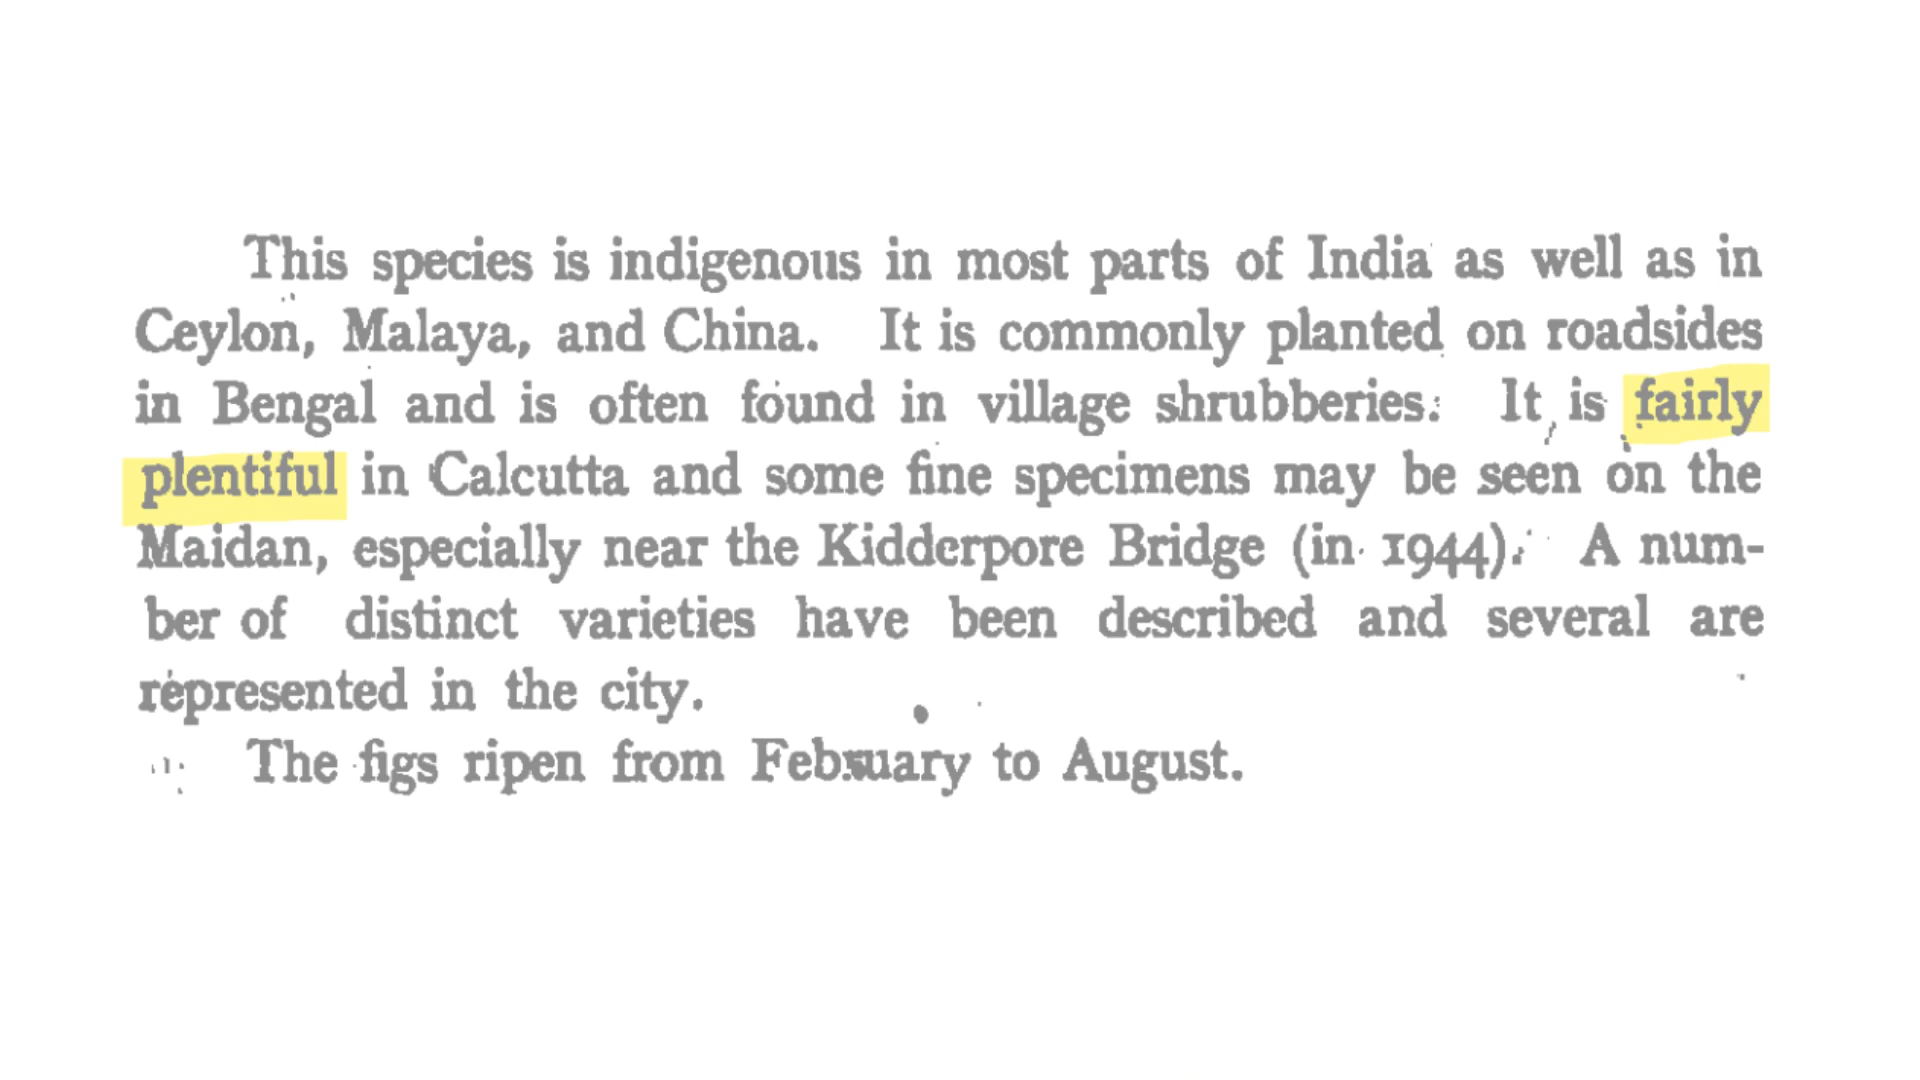 This species is indigenous in most parts of India as well as in
Ceylon, Malaya, and China. It is commonly planted on roadsides
in Bengal and is often found in village shrubberies. It is fairly
plentiful in Calcutta and some fine specimens may be seen on the
Maidan, especially near the Kidderpore Bridge (in 1944). A num-
ber of distinct varieties have been described and several are
represented in the city.
The figs ripen from February to August.